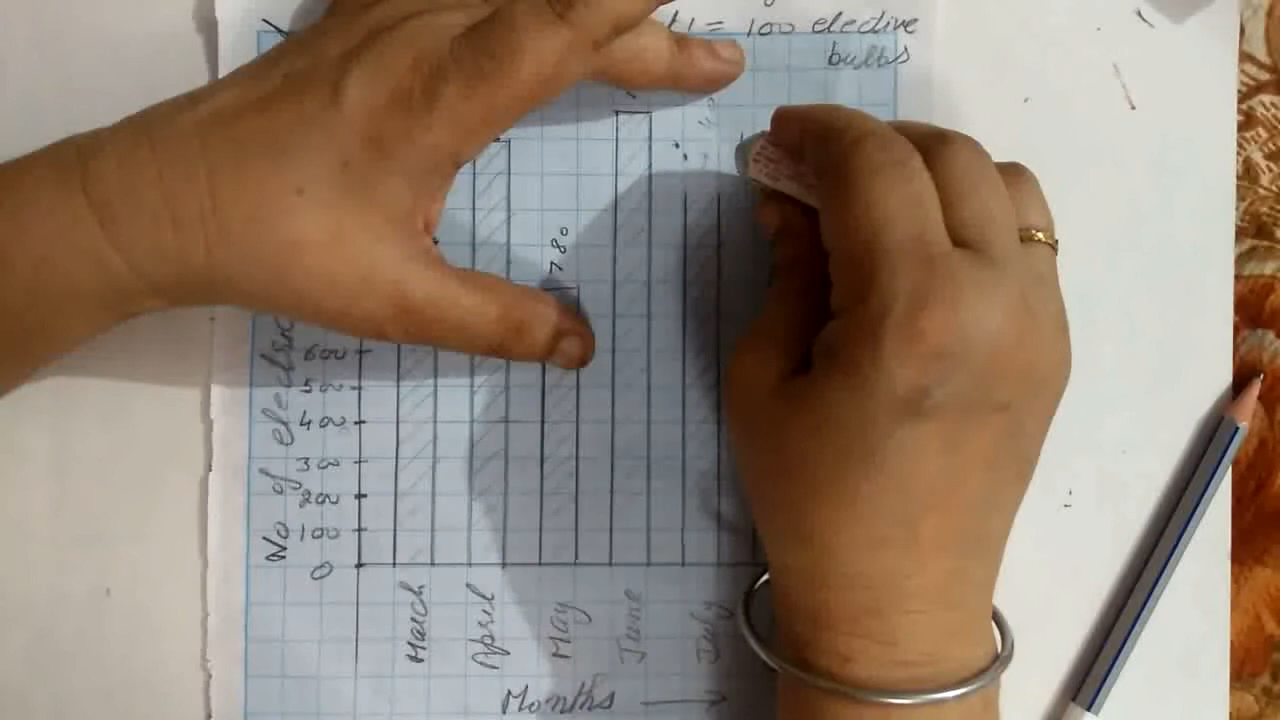 = 100 elective
bulbs
780
600
500
400
300
200
100
0
No of electric
March
April
May
June
July
Months